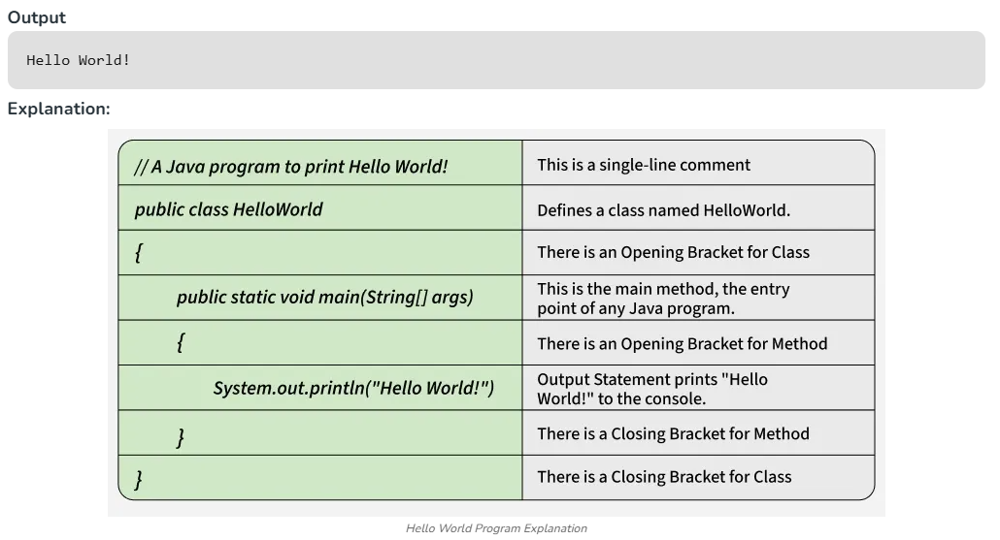 Output
Hello World!
Explanation:
// A Java program to print Hello World!
This is a single-line comment
public class HelloWorld
Defines a class named HelloWorld.
{
There is an Opening Bracket for Class
public static void main(String[] args)
This is the main method, the entry
point of any Java program.
{
There is an Opening Bracket for Method
System.out.println("Hello World!")
Output Statement prints "Hello
World!" to the console.
}
There is a Closing Bracket for Method
}
There is a Closing Bracket for Class
Hello World Program Explanation